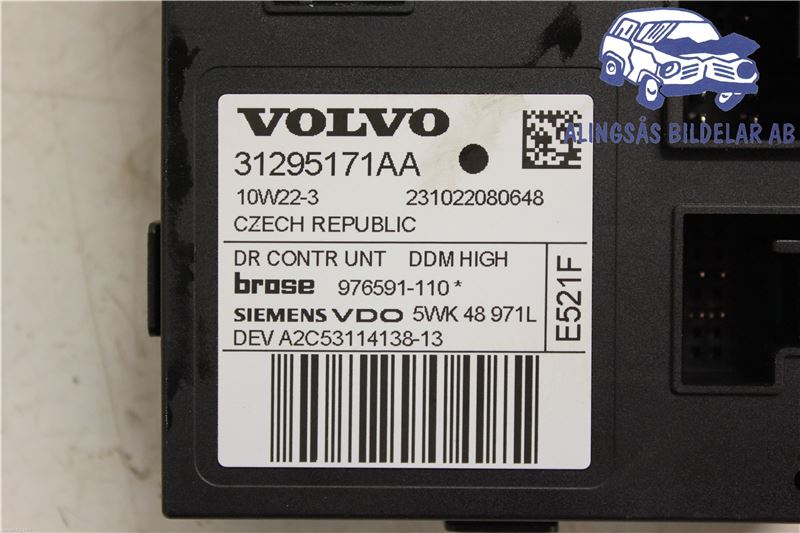 VOLVO
31295171AA
10W22-3 231022080648
CZECH REPUBLIC
DR CONTR UNT DDM HIGH
brose 976591-110 *
SIEMENS VDO 5WK 48 971L
DEV A2C53114138-13
E521F
ALINGSÅS BILDELAR AB